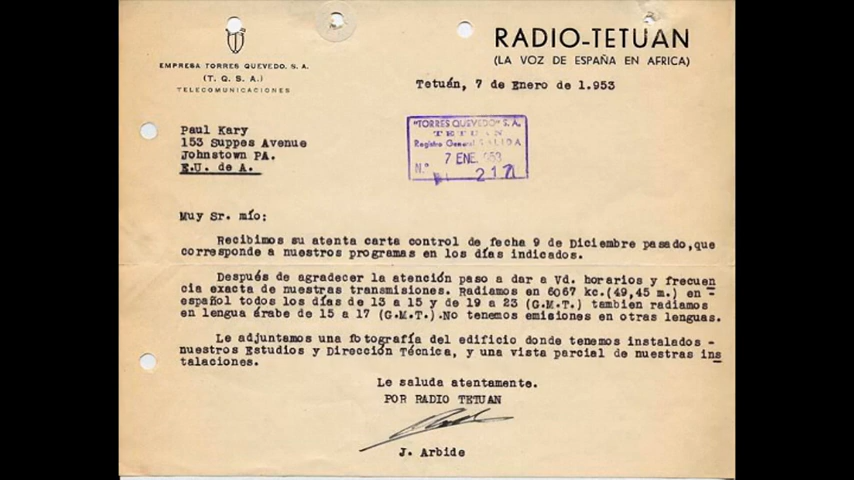 RADIO-TETUAN
(LA VOZ DE ESPAÑA EN AFRICA)
EMPRESA TORRES QUEVEDO. S. A.
(T. Q. S. A.)
TELECOMUNICACIONES
Tetuán, 7 de Enero de 1.953
Paul Kary
153 Suppes Avenue
Johnstown PA.
E.U. de A.
"TORRES QUEVEDO" S. A.
TETUAN
Registro General SALIDA
7 ENE. 953
N.º 217
Muy Sr. mío:
Recibimos su atenta carta control de fecha 9 de Diciembre pasado,que
corresponde a nuestros programas en los días indicados.
Después de agradecer la atención paso a dar a Vd. horarios y frecuen
cia exacta de nuestras transmisiones. Radiamos en 6067 kc.(49,45 m.) en
español todos los días de 13 a 15 y de 19 a 23 (G.M.T.) tambien radiamos
en lengua árabe de 15 a 17 (G.M.T.).No tenemos emisiones en otras lenguas.
Le adjuntamos una fotografía del edificio donde tenemos instalados -
nuestros Estudios y Dirección Técnica, y una vista parcial de nuestras ins
talaciones.
Le saluda atentamente.
POR RADIO TETUAN
J. Arbide